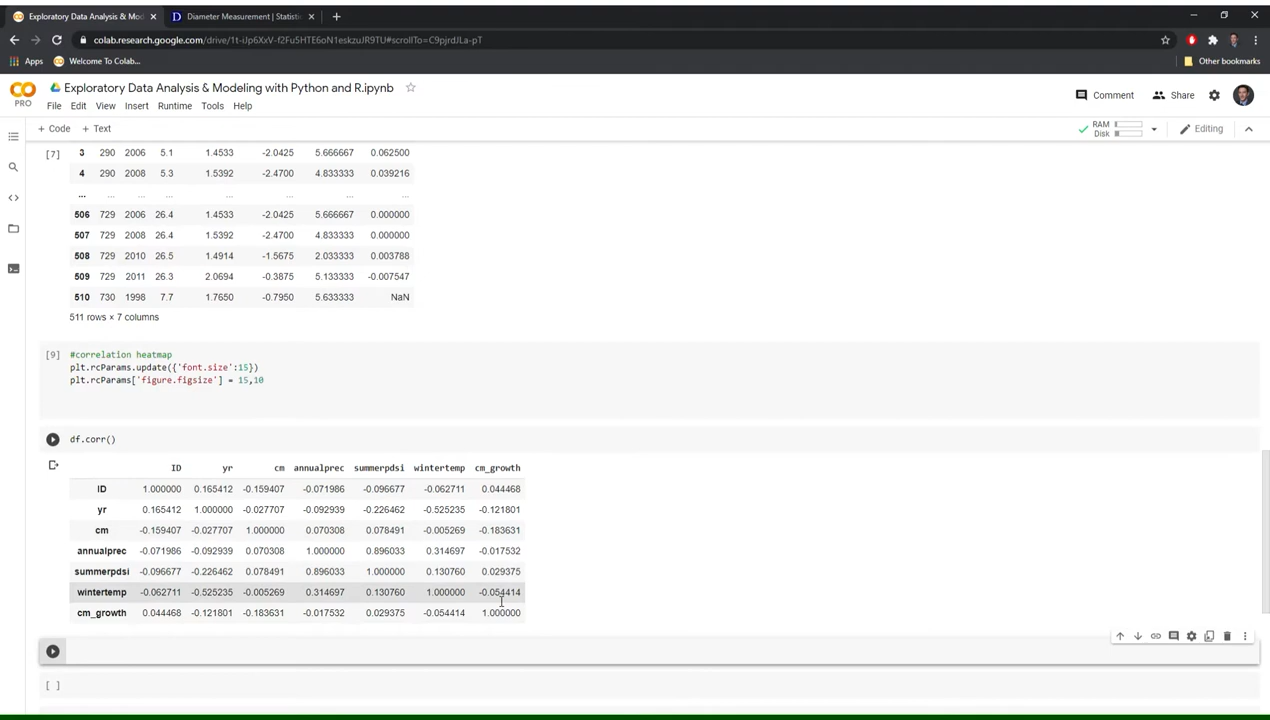 Exploratory Data Analysis & Mod
Diameter Measurement | Statisti
colab.research.google.com/drive/1t-iJp6XxV-f2Fu5HTE6oN1eskzuJR9TU#scrollTo=C9pjrdJLa-pT
Apps Welcome To Colab... Other bookmarks
CO PRO
Exploratory Data Analysis & Modeling with Python and R.ipynb
Comment Share
File Edit View Insert Runtime Tools Help
+ Code + Text
RAM
Disk
Editing
[7] 3 290 2006 5.1 1.4533 -2.0425 5.666667 0.062500
4 290 2008 5.3 1.5392 -2.4700 4.833333 0.039216
... ... ... ... ... ... ... ...
506 729 2006 26.4 1.4533 -2.0425 5.666667 0.000000
507 729 2008 26.4 1.5392 -2.4700 4.833333 0.000000
508 729 2010 26.5 1.4914 -1.5675 2.033333 0.003788
509 729 2011 26.3 2.0694 -0.3875 5.133333 -0.007547
510 730 1998 7.7 1.7650 -0.7950 5.633333 NaN
511 rows × 7 columns
[9] #correlation heatmap
plt.rcParams.update({'font.size':15})
plt.rcParams['figure.figsize'] = 15,10
df.corr()
ID yr cm annualprec summerpdsi wintertemp cm_growth
ID 1.000000 0.165412 -0.159407 -0.071986 -0.096677 -0.062711 0.044468
yr 0.165412 1.000000 -0.027707 -0.092939 -0.226462 -0.525235 -0.121801
cm -0.159407 -0.027707 1.000000 0.070308 0.078491 -0.005269 -0.183631
annualprec -0.071986 -0.092939 0.070308 1.000000 0.896033 0.314697 -0.017532
summerpdsi -0.096677 -0.226462 0.078491 0.896033 1.000000 0.130760 0.029375
wintertemp -0.062711 -0.525235 -0.005269 0.314697 0.130760 1.000000 -0.054414
cm_growth 0.044468 -0.121801 -0.183631 -0.017532 0.029375 -0.054414 1.000000
[ ]